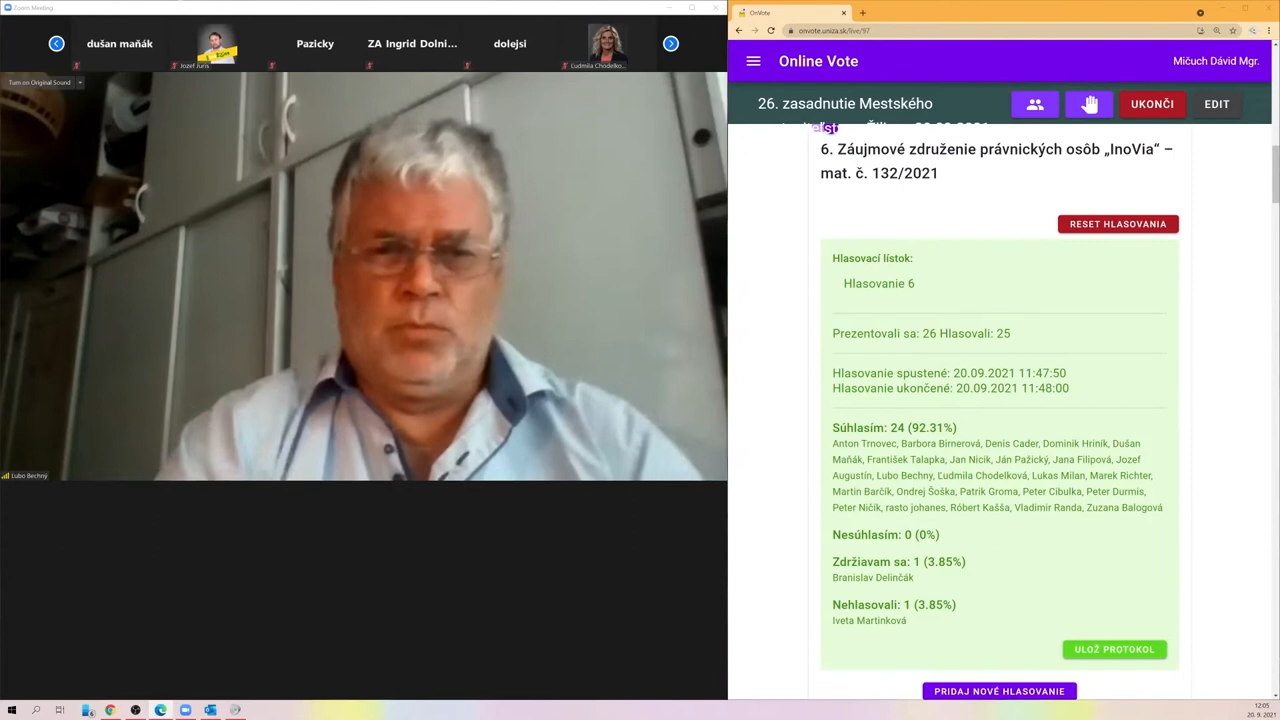 Zoom Meeting
dušan maňák
Pazicky
ZA Ingrid Dolni...
dolejsi
Jozef Juris
Ľudmila Chodelko...
Turn on Original Sound
Lubo Bechný
OnVote
onvote.uniza.sk/live/97
Online Vote
Mičuch Dávid Mgr.
26. zasadnutie Mestského
UKONČI
EDIT
6. Záujmové združenie právnických osôb „InoVia“ –
mat. č. 132/2021
RESET HLASOVANIA
Hlasovací lístok:
Hlasovanie 6
Prezentovali sa: 26 Hlasovali: 25
Hlasovanie spustené: 20.09.2021 11:47:50
Hlasovanie ukončené: 20.09.2021 11:48:00
Súhlasím: 24 (92.31%)
Anton Trnovec, Barbora Birnerová, Denis Cader, Dominik Hriník, Dušan
Maňák, František Talapka, Jan Nicik, Ján Pažický, Jana Filipová, Jozef
Augustín, Lubo Bechny, Ľudmila Chodelková, Lukas Milan, Marek Richter,
Martin Barčík, Ondrej Šoška, Patrik Groma, Peter Cibulka, Peter Durmis,
Peter Ničík, rasto johanes, Róbert Kašša, Vladimir Randa, Zuzana Balogová
Nesúhlasím: 0 (0%)
Zdržiavam sa: 1 (3.85%)
Branislav Delinčák
Nehlasovali: 1 (3.85%)
Iveta Martinková
ULOŽ PROTOKOL
PRIDAJ NOVÉ HLASOVANIE
12:05
20. 9. 2021